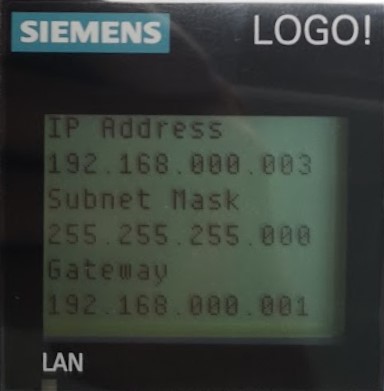 SIEMENS LOGO!
IP Address
192.168.000.003
Subnet Mask
255.255.255.000
Gateway
192.168.000.001
LAN